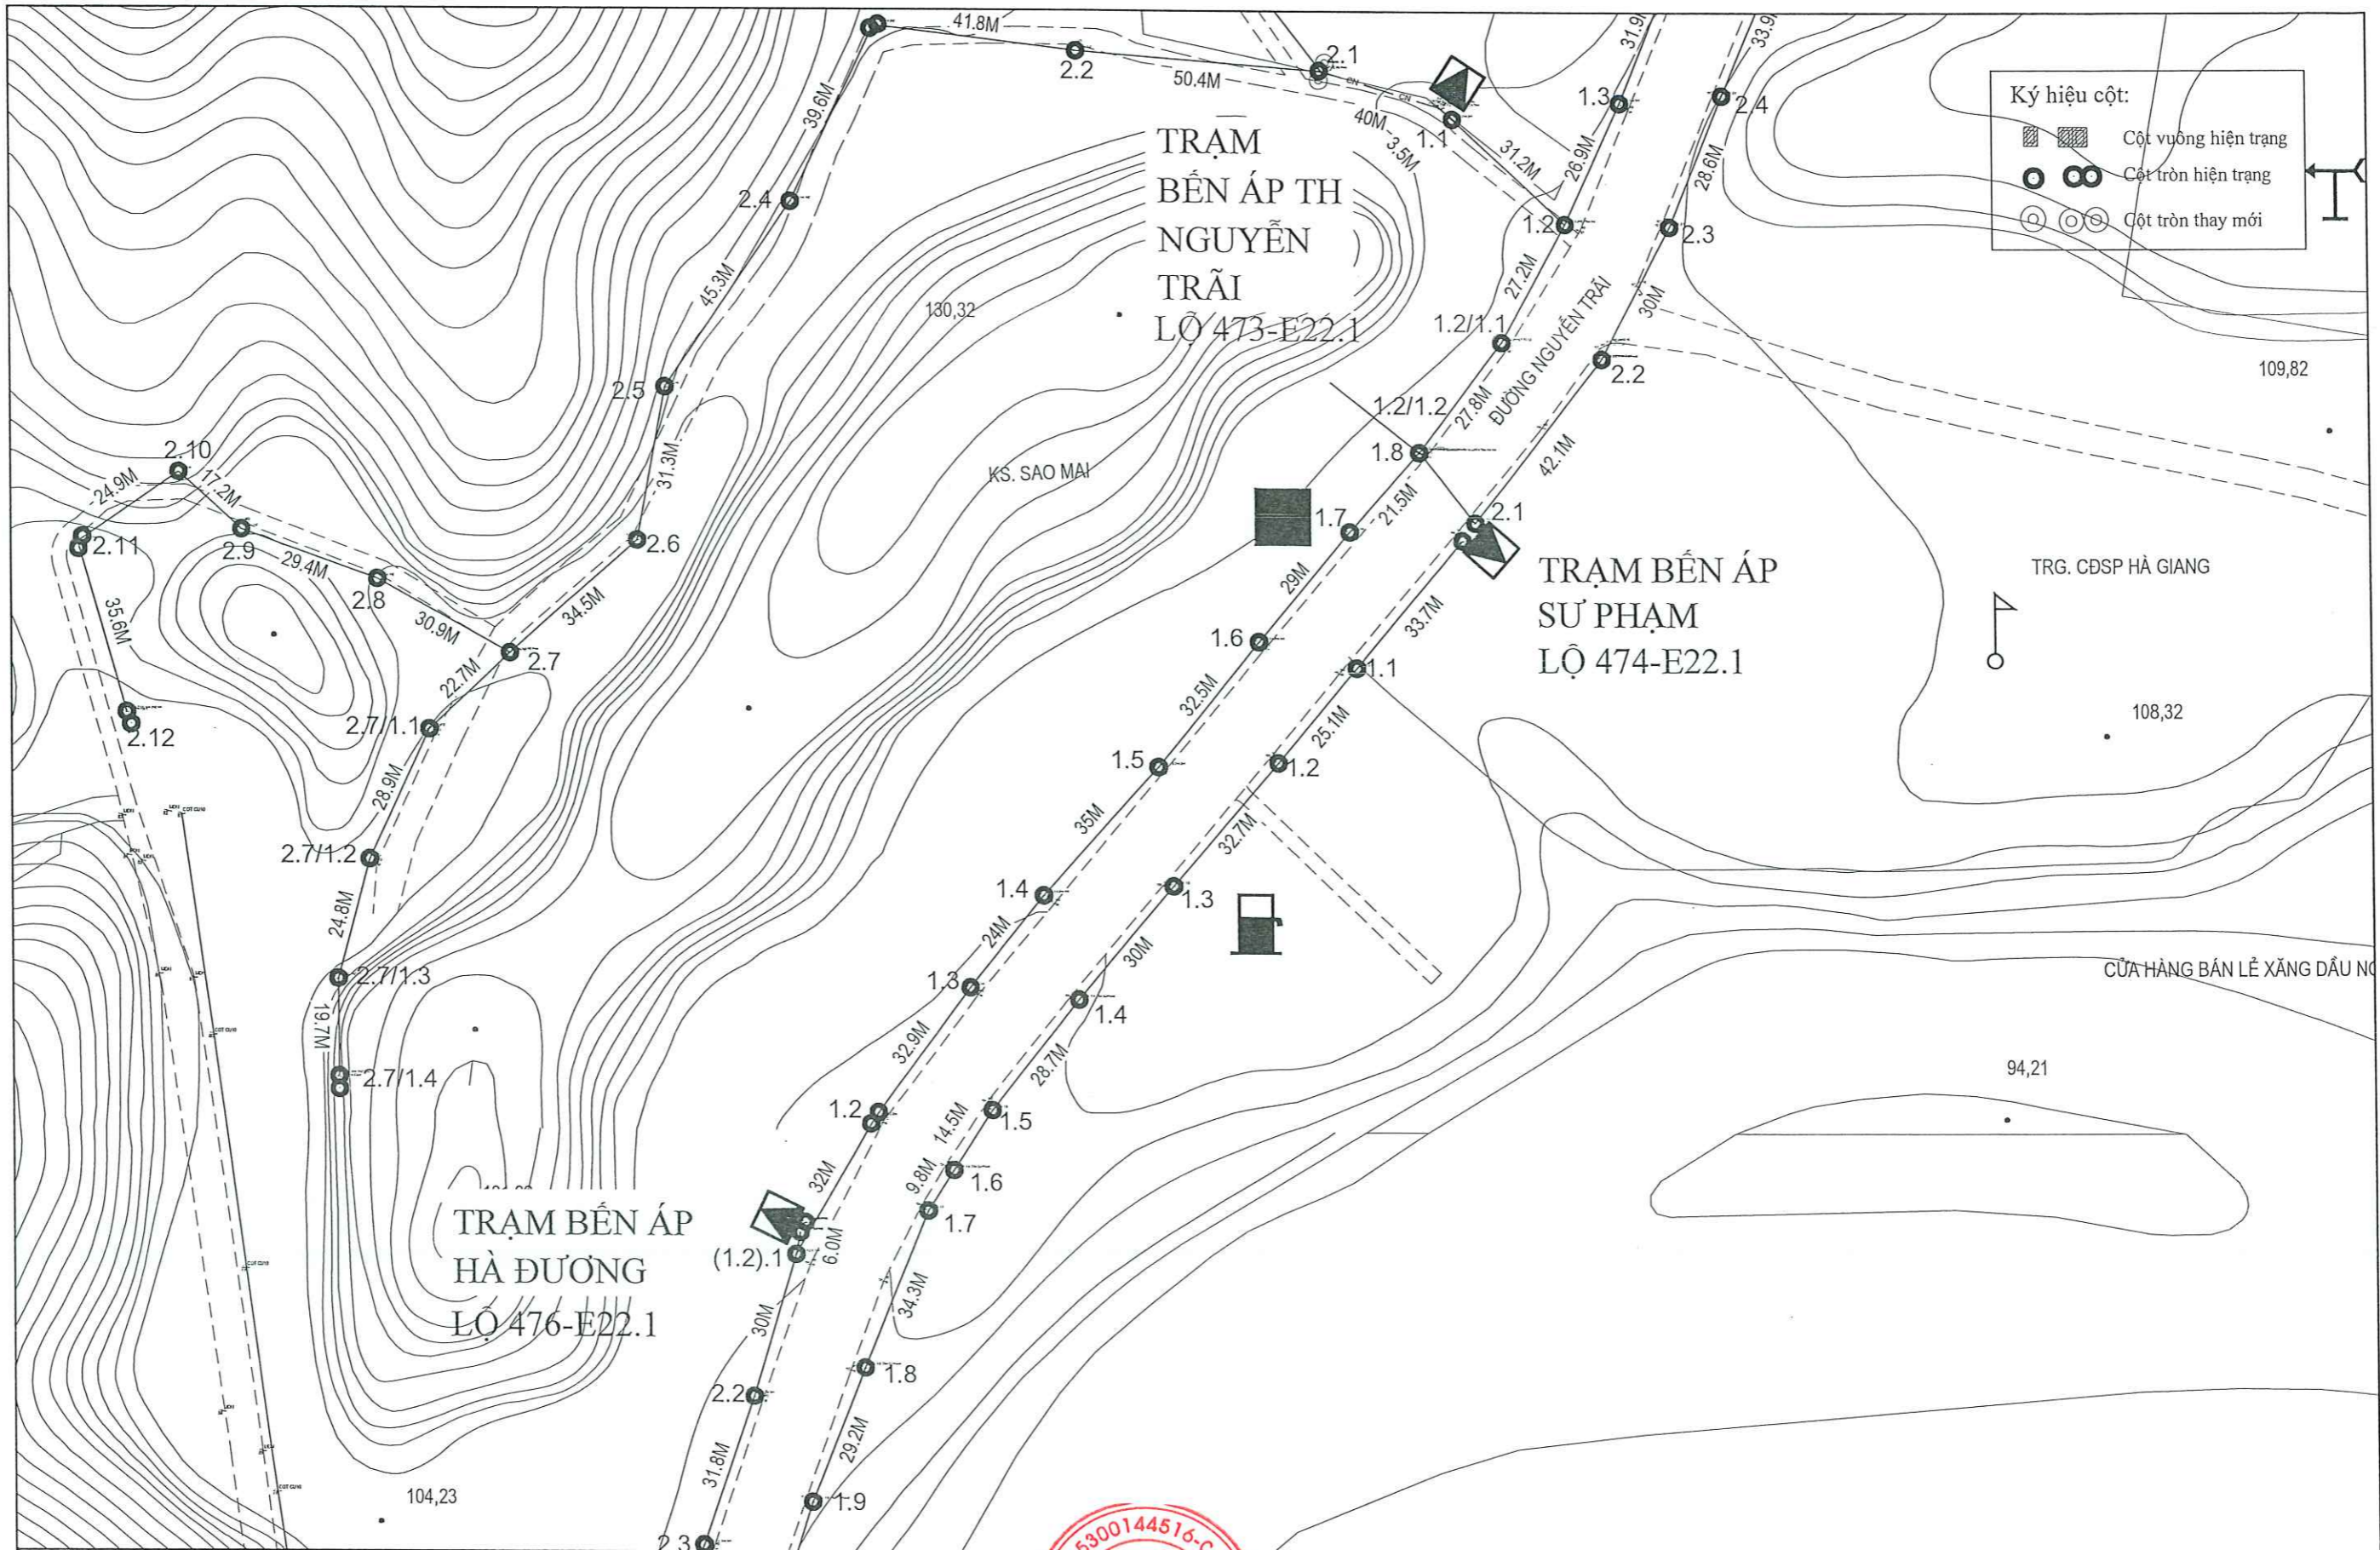 41.8M
2.2
50.4M
2.1
CN
CN
40M
3.5M
1.1
31.2M
31.9M
33.9M
1.3
26.9M
1.2
2.4
28.6M
2.3
30M
2.2
Ký hiệu cột:
Cột vuông hiện trạng
Cột tròn hiện trạng
Cột tròn thay mới
TRẠM
BẾN ÁP TH
NGUYỄN
TRÃI
LỘ 473-E22.1
39.6M
2.4
45.3M
2.5
31.3M
2.6
34.5M
2.7
130,32
KS. SAO MAI
27.2M
1.2/1.1
27.8M
ĐƯỜNG NGUYỄN TRÃI
1.2/1.2
1.8
42.1M
21.5M
1.7
2.1
109,82
2.10
24.9M
17.2M
2.11
2.9
29.4M
2.8
30.9M
35.6M
2.12
22.7M
2.7/1.1
28.9M
2.7/1.2
24.8M
2.7/1.3
19.7M
2.7/1.4
29M
1.6
32.5M
1.5
35M
1.4
24M
1.3
32.9M
1.2
32M
(1.2).1
6.0M
30M
2.2
31.8M
2.3
TRẠM BẾN ÁP
SƯ PHẠM
LỘ 474-E22.1
33.7M
1.1
25.1M
1.2
32.7M
1.3
30M
1.4
28.7M
1.5
14.5M
1.6
9.8M
1.7
34.3M
1.8
29.2M
1.9
TRG. CĐSP HÀ GIANG
108,32
CỬA HÀNG BÁN LẺ XĂNG DẦU
94,21
TRẠM BẾN ÁP
HÀ ĐƯƠNG
LỘ 476-E22.1
104,23
5300144516-C